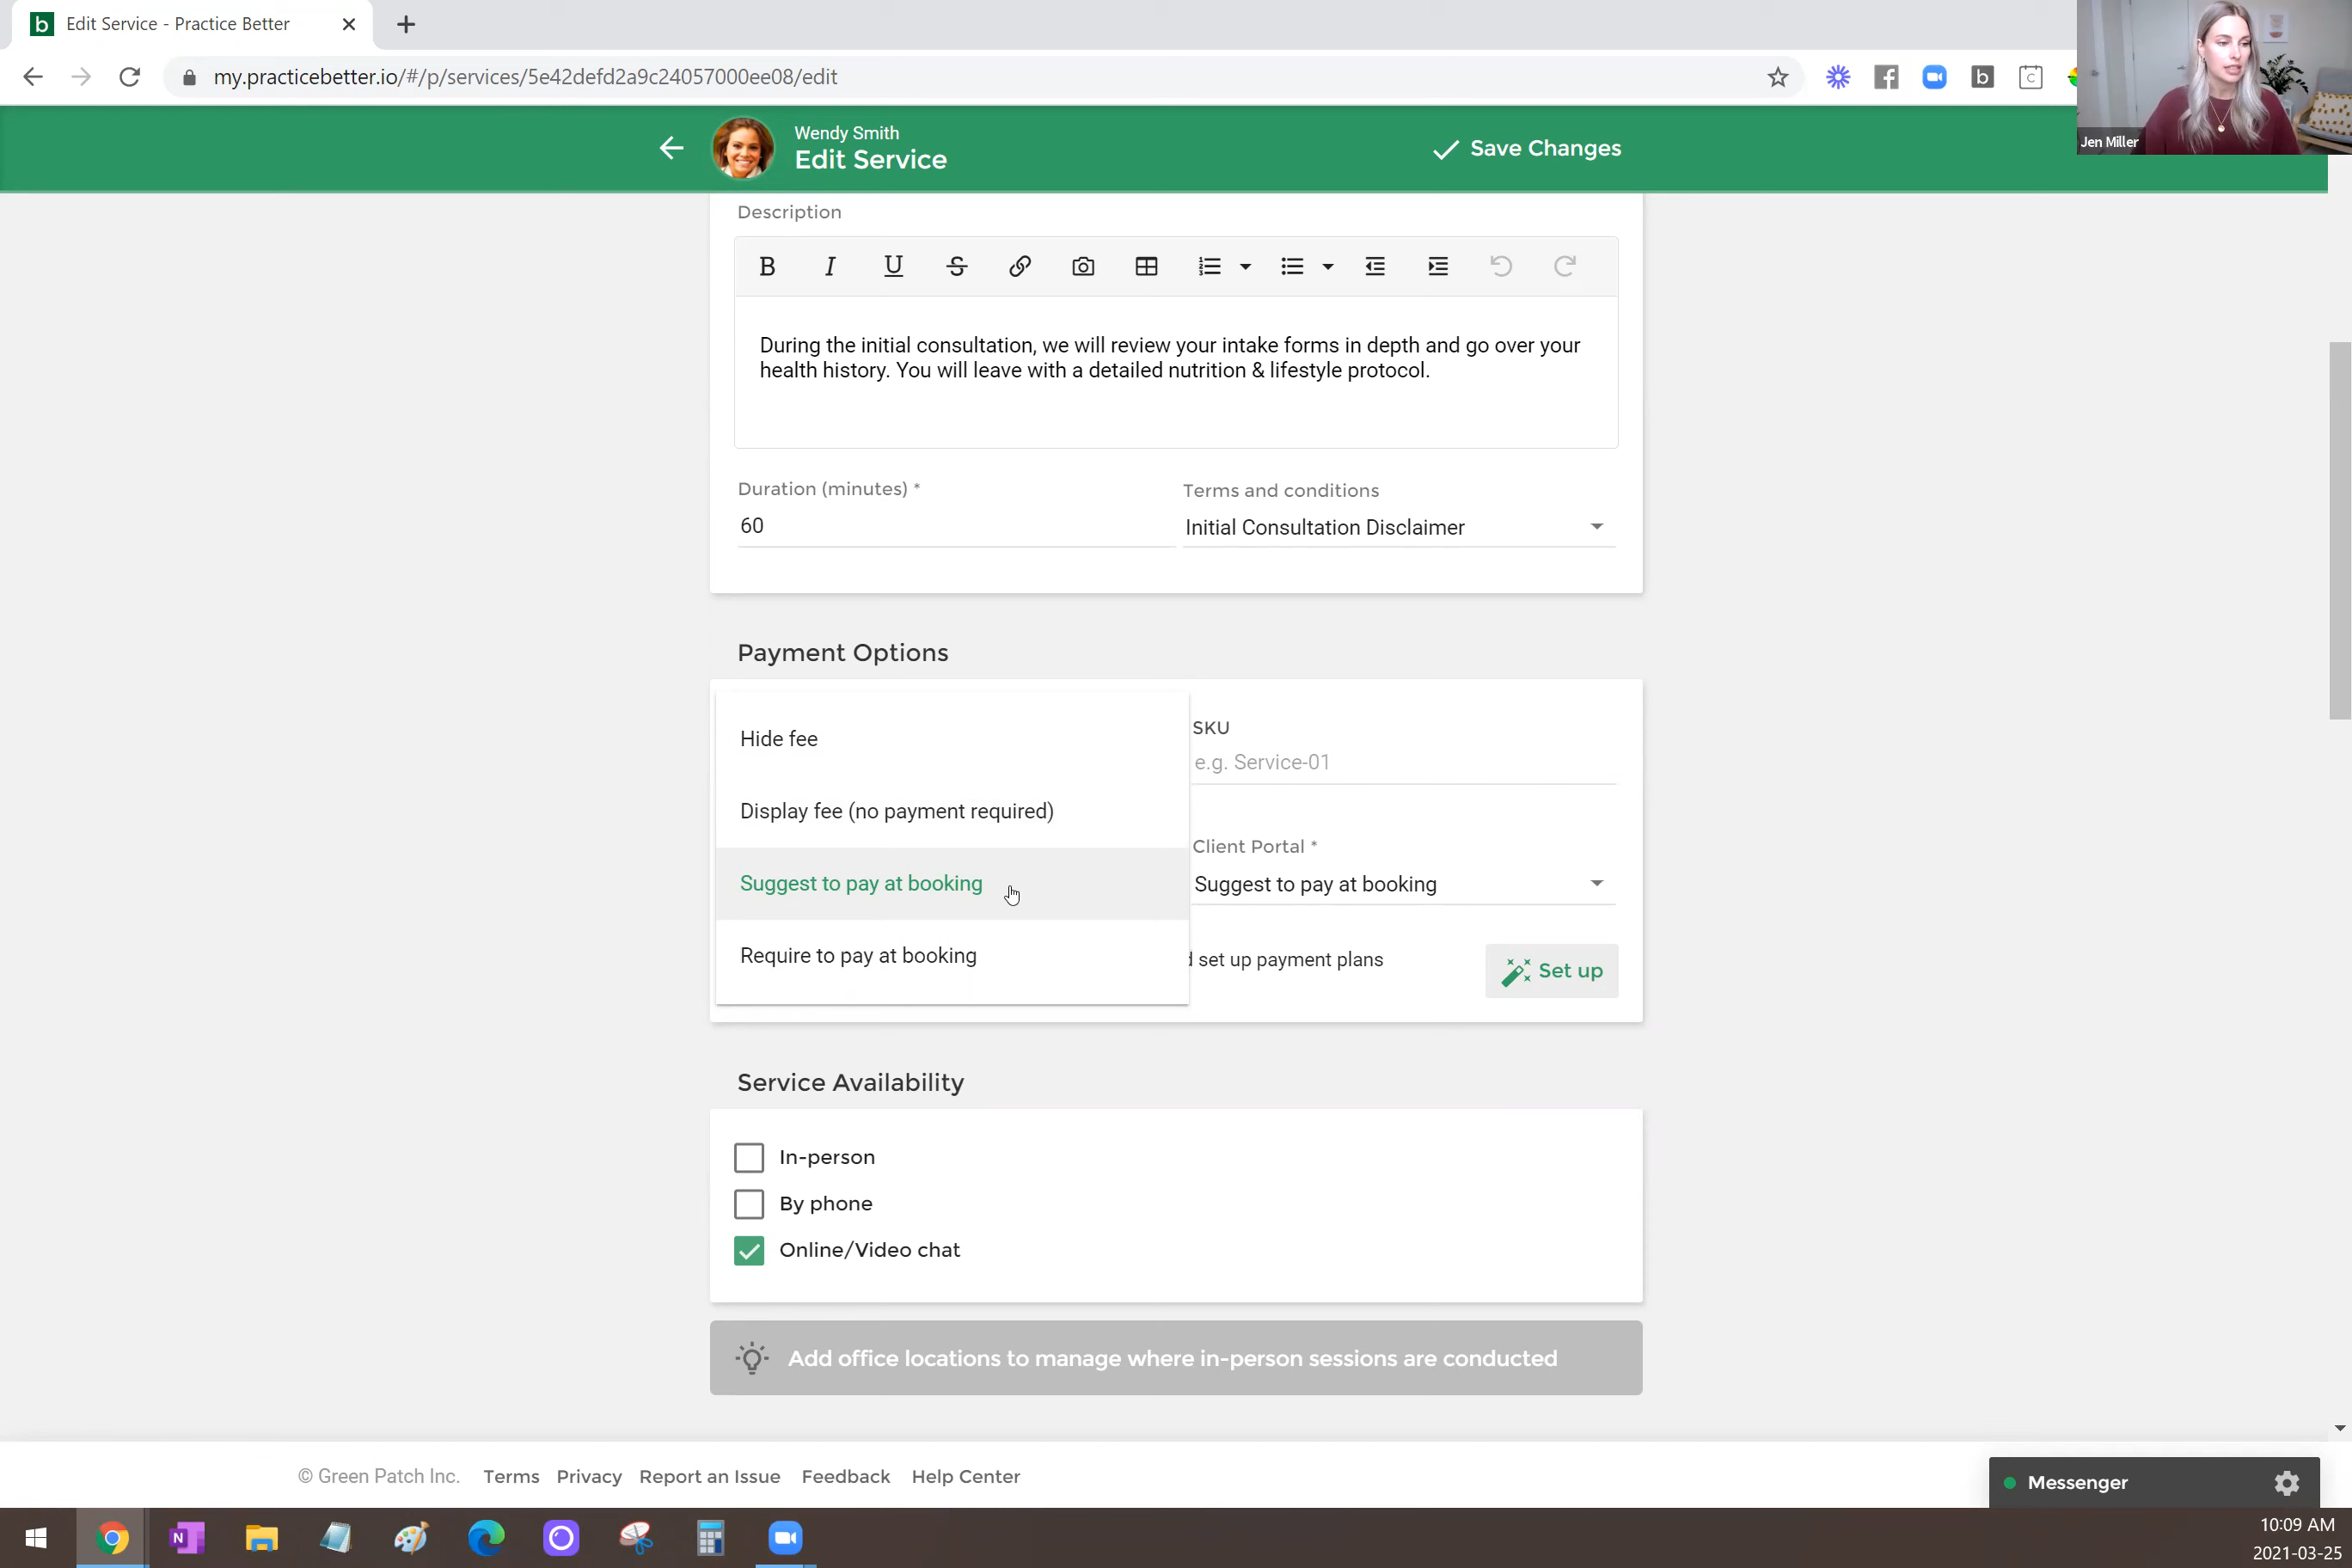 Edit Service - Practice Better
my.practicebetter.io/#/p/services/5e42defd2a9c24057000ee08/edit
Jen Miller
Wendy Smith
Edit Service
Save Changes
Description
During the initial consultation, we will review your intake forms in depth and go over your
health history. You will leave with a detailed nutrition & lifestyle protocol.
Duration (minutes) *
60
Terms and conditions
Initial Consultation Disclaimer
Payment Options
Hide fee
Display fee (no payment required)
Suggest to pay at booking
Require to pay at booking
SKU
e.g. Service-01
Client Portal *
Suggest to pay at booking
set up payment plans
Set up
Service Availability
In-person
By phone
Online/Video chat
Add office locations to manage where in-person sessions are conducted
© Green Patch Inc. Terms Privacy Report an Issue Feedback Help Center
Messenger
10:09 AM
2021-03-25